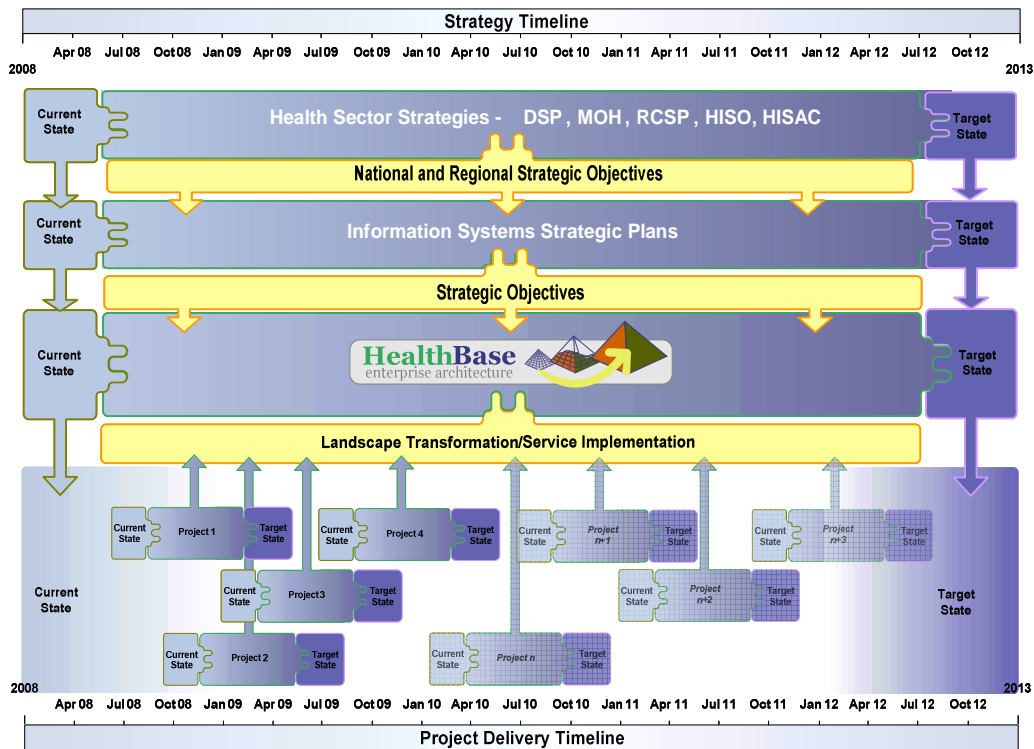 Strategy Timeline
Apr 08 Jul 08 Oct 08 Jan 09 Apr 09 Jul 09 Oct 09 Jan 10 Apr 10 Jul 10 Oct 10 Jan 11 Apr 11 Jul 11 Oct 11 Jan 12 Apr 12 Jul 12 Oct 12
2008 2013
Current
State
Health Sector Strategies - DSP , MOH , RCSP , HISO, HISAC
Target
State
National and Regional Strategic Objectives
Current
State
Information Systems Strategic Plans
Target
State
Strategic Objectives
Current
State
HealthBase
enterprise architecture
Target
State
Landscape Transformation/Service Implementation
Current
State
Project 1
Target
State
Current
State
Project 4
Target
State
Current
State
Project
n+1
Target
State
Current
State
Project
n+3
Target
State
Current
State
Current
State
Project 3
Target
State
Current
State
Project
n+2
Target
State
Target
State
Current
State
Project 2
Target
State
Current
State
Project n
Target
State
2008 2013
Apr 08 Jul 08 Oct 08 Jan 09 Apr 09 Jul 09 Oct 09 Jan 10 Apr 10 Jul 10 Oct 10 Jan 11 Apr 11 Jul 11 Oct 11 Jan 12 Apr 12 Jul 12 Oct 12
Project Delivery Timeline